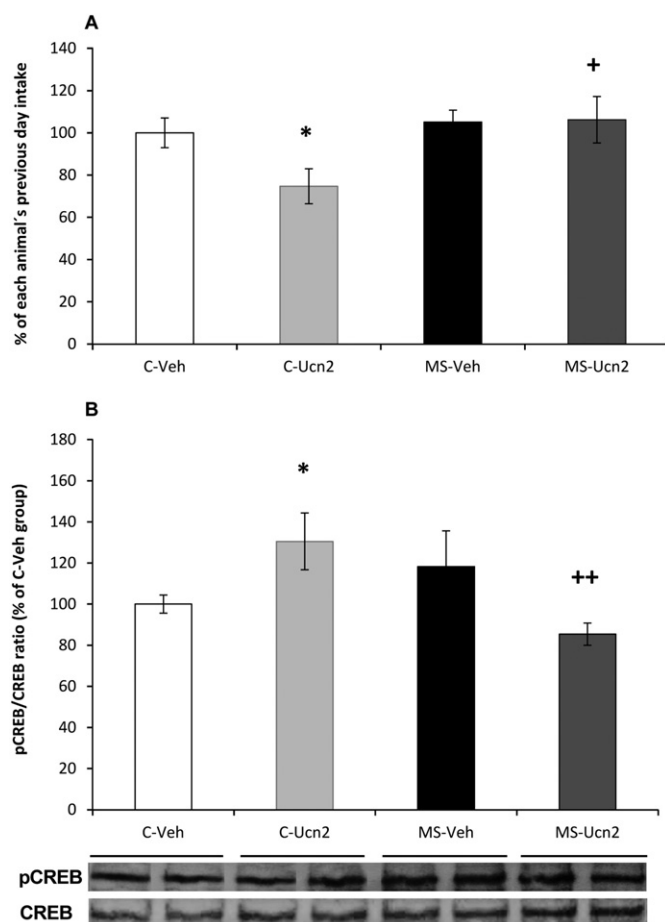 A
% of each animal´s previous day intake
140
120
100
80
60
40
20
0
*
+
C-Veh C-Ucn2 MS-Veh MS-Ucn2
B
pCREB/CREB ratio (% of C-Veh group)
180
160
140
120
100
80
60
40
20
0
*
++
C-Veh C-Ucn2 MS-Veh MS-Ucn2
pCREB
CREB